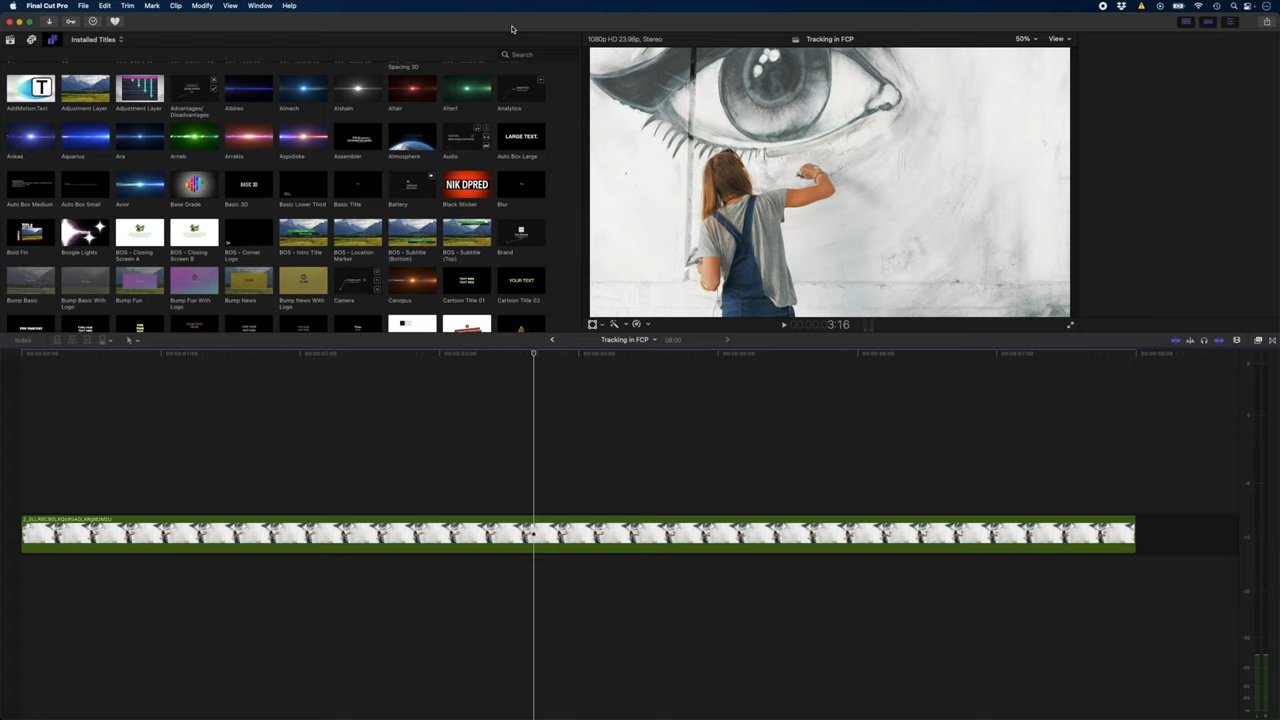 Final Cut Pro File Edit Trim Mark Clip Modify View Window Help
Installed Titles
Search
1080p HD 23.98p, Stereo
Tracking in FCP
50%
View
Spacing 3D
AddMotion.Text Adjustment Layer Adjustment Layer Advantages/ Albireo Almach Alshain Altair Alterf Analytics
Disadvantages
LARGE TEXT.
Ankaa Aquarius Ara Arneb Arrakis Aspidiske Assembler Atmosphere Audio Auto Box Large
BASIC 3D
NIK DPRED
Auto Box Medium Auto Box Small Avior Base Grade Basic 3D Basic Lower Third Basic Title Battery Black Sticker Blur
Bold Fin Boogie Lights BOS - Closing BOS - Closing BOS - Corner BOS - Intro Title BOS - Location BOS - Subtitle BOS - Subtitle Brand
Screen A Screen B Logo Marker (Bottom) (Top)
YOUR TEXT
Bump Basic Bump Basic With Bump Fun Bump Fun With Bump News Bump News With Camera Canopus Cartoon Title 01 Cartoon Title 02
Logo Logo Logo
3:16
Index
Tracking in FCP
08:00